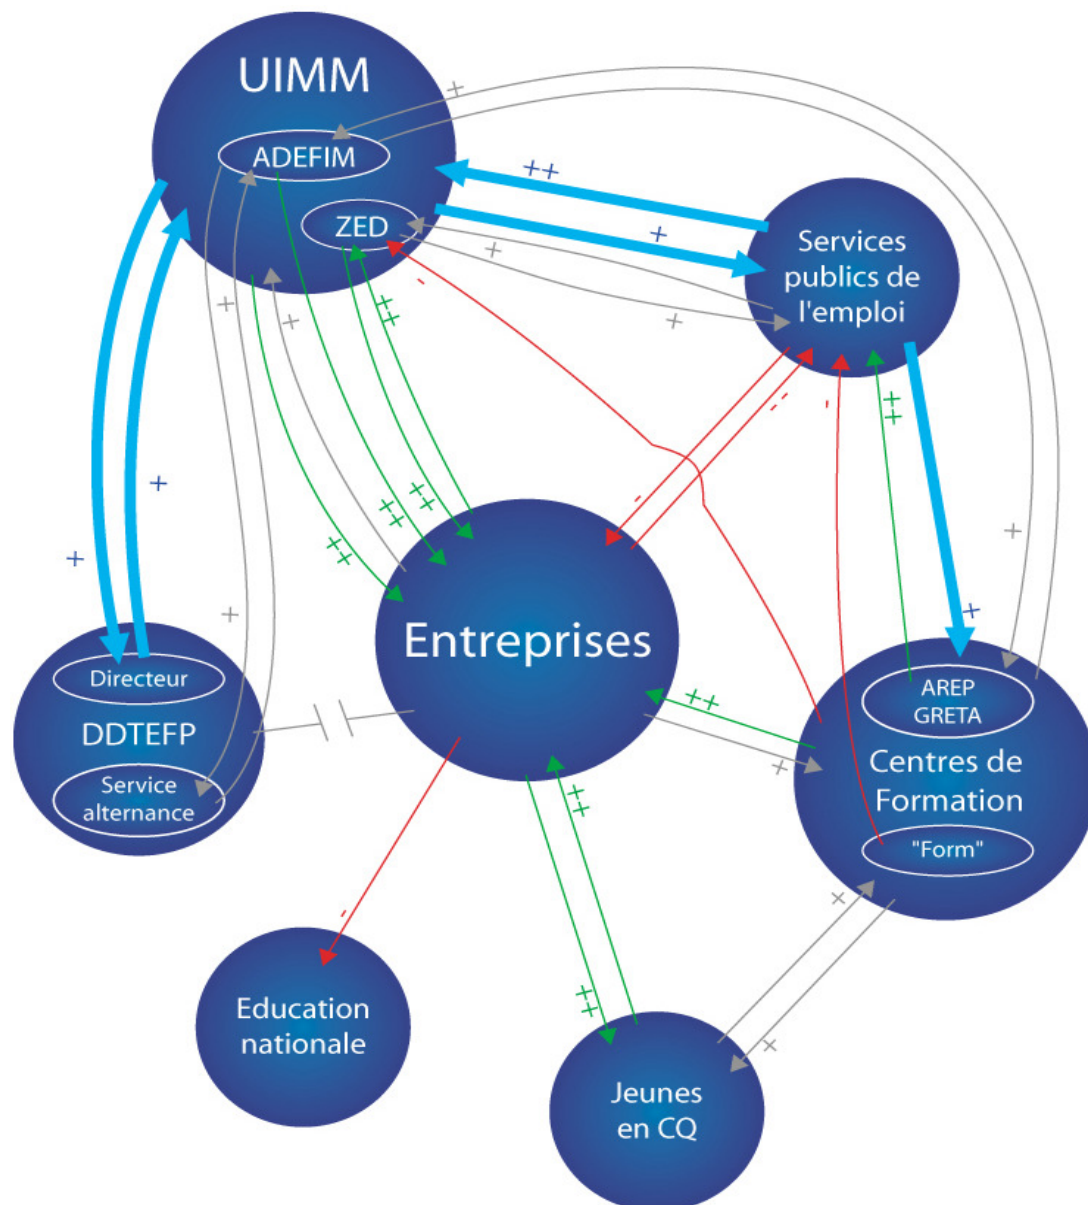 UIMM
ADEFIM
ZED
+
++
+
+
+
-
+
+
++
Services
publics de
l'emploi
+
+
-
--
-
++
++
++
++
-
+
+
+
Entreprises
Directeur
DDTEFP
Service
alternance
++
+
AREP
GRETA
Centres de
Formation
"Form"
++
-
++
+
+
Education
nationale
Jeunes
en CQ